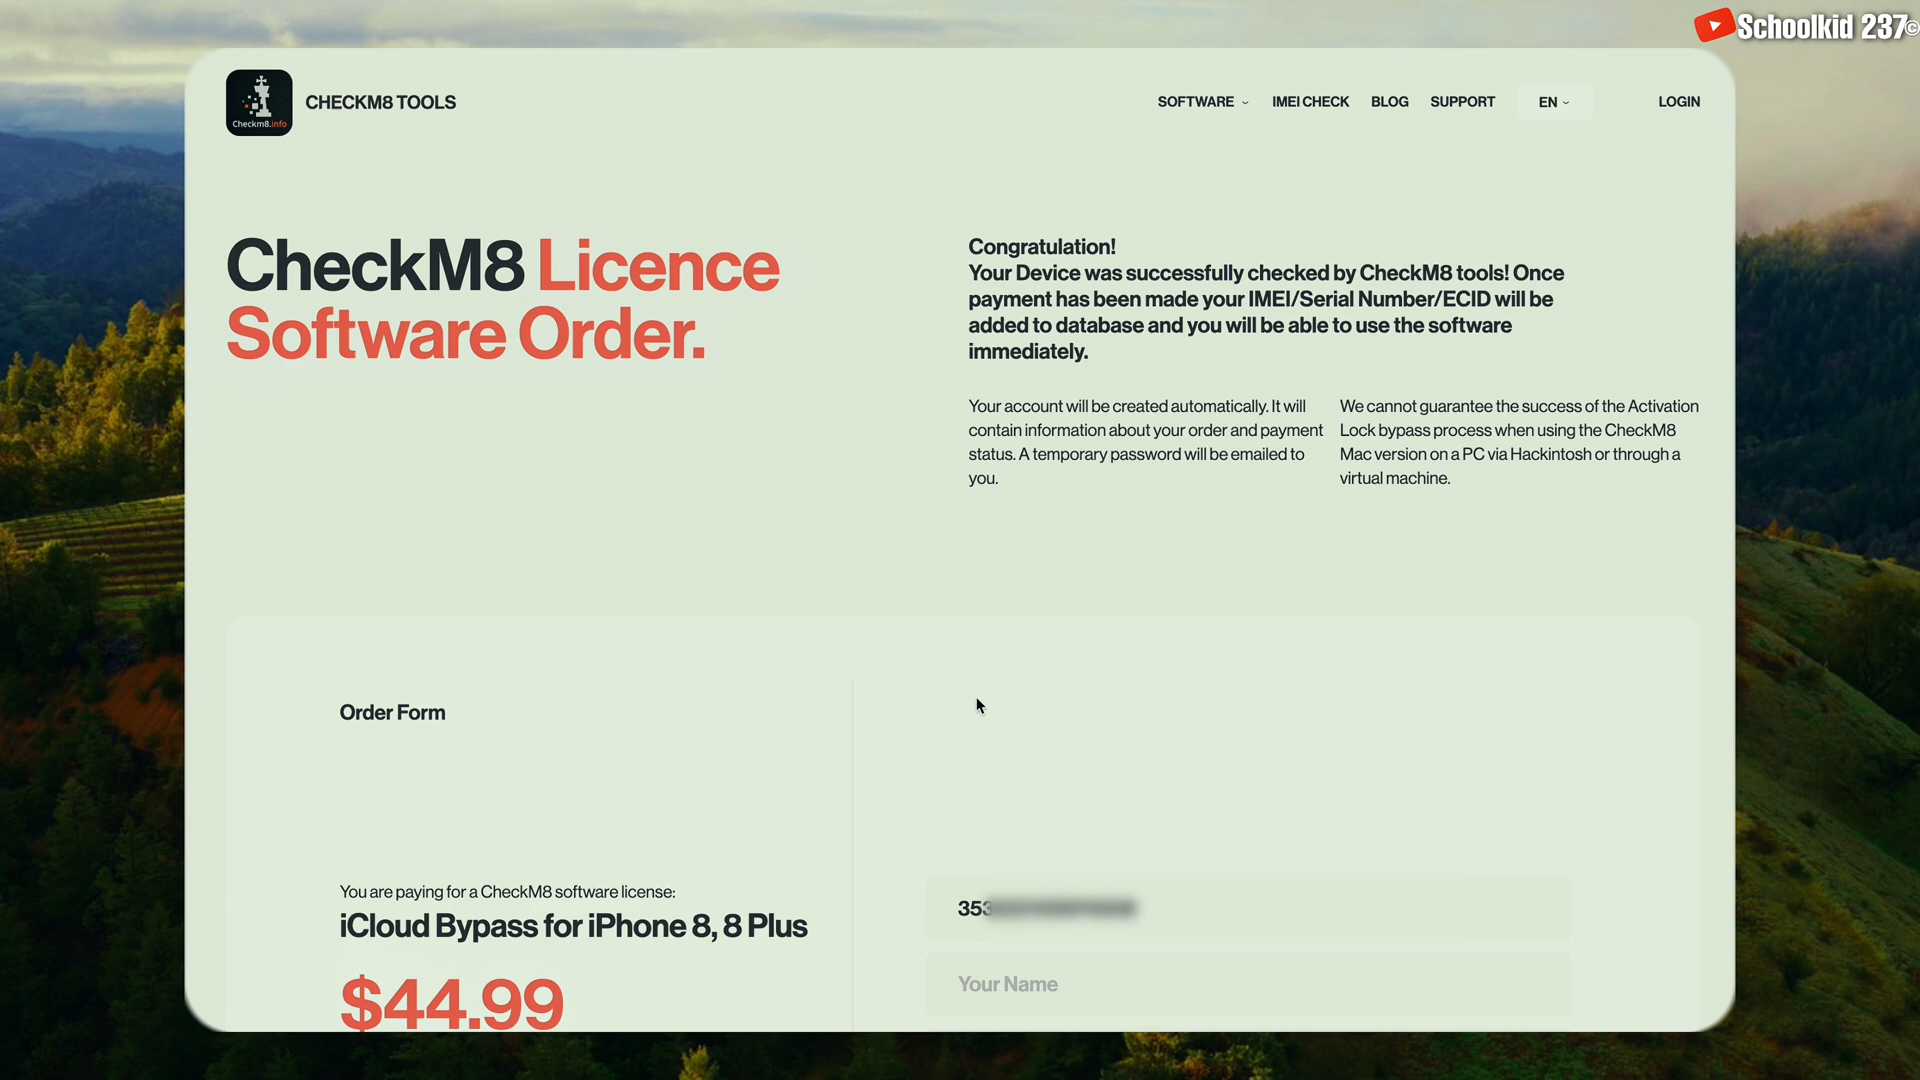 Schoolkid 237©
Checkm8.info
CHECKM8 TOOLS
SOFTWARE
IMEI CHECK
BLOG
SUPPORT
EN
LOGIN
CheckM8 Licence
Software Order.
Congratulation!
Your Device was successfully checked by CheckM8 tools! Once
payment has been made your IMEI/Serial Number/ECID will be
added to database and you will be able to use the software
immediately.
Your account will be created automatically. It will
contain information about your order and payment
status. A temporary password will be emailed to
you.
We cannot guarantee the success of the Activation
Lock bypass process when using the CheckM8
Mac version on a PC via Hackintosh or through a
virtual machine.
Order Form
You are paying for a CheckM8 software license:
iCloud Bypass for iPhone 8, 8 Plus
$44.99
353
Your Name